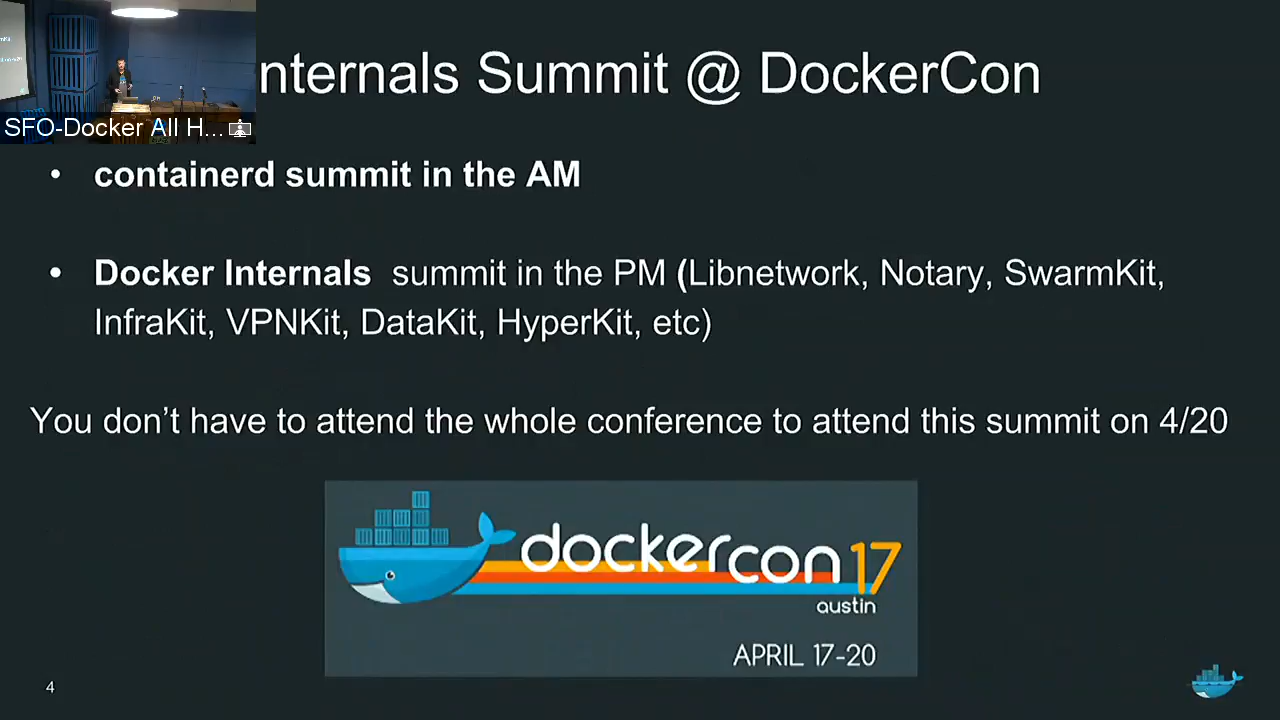 nternals Summit @ DockerCon
SFO-Docker All H...
• containerd summit in the AM
• Docker Internals summit in the PM (Libnetwork, Notary, SwarmKit,
InfraKit, VPNKit, DataKit, HyperKit, etc)
You don’t have to attend the whole conference to attend this summit on 4/20
dockercon 17
austin
APRIL 17-20
4